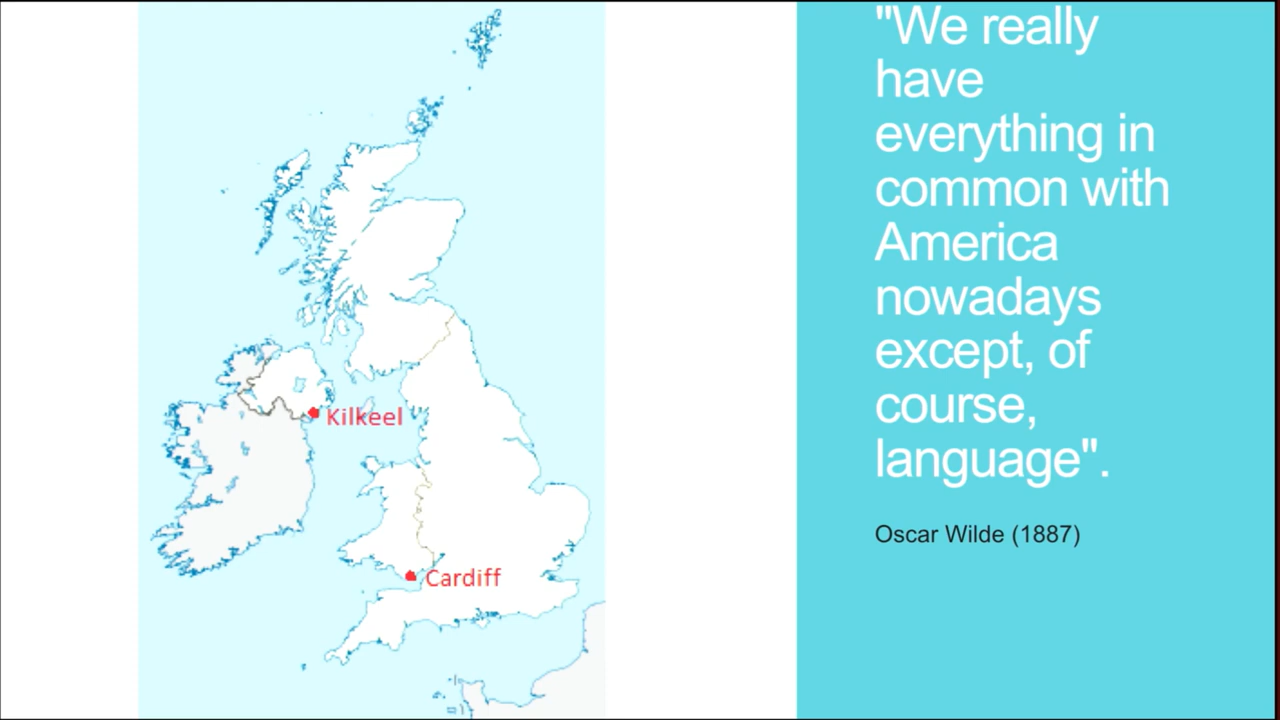 Kilkeel
Cardiff
"We really
have
everything in
common with
America
nowadays
except, of
course,
language".
Oscar Wilde (1887)